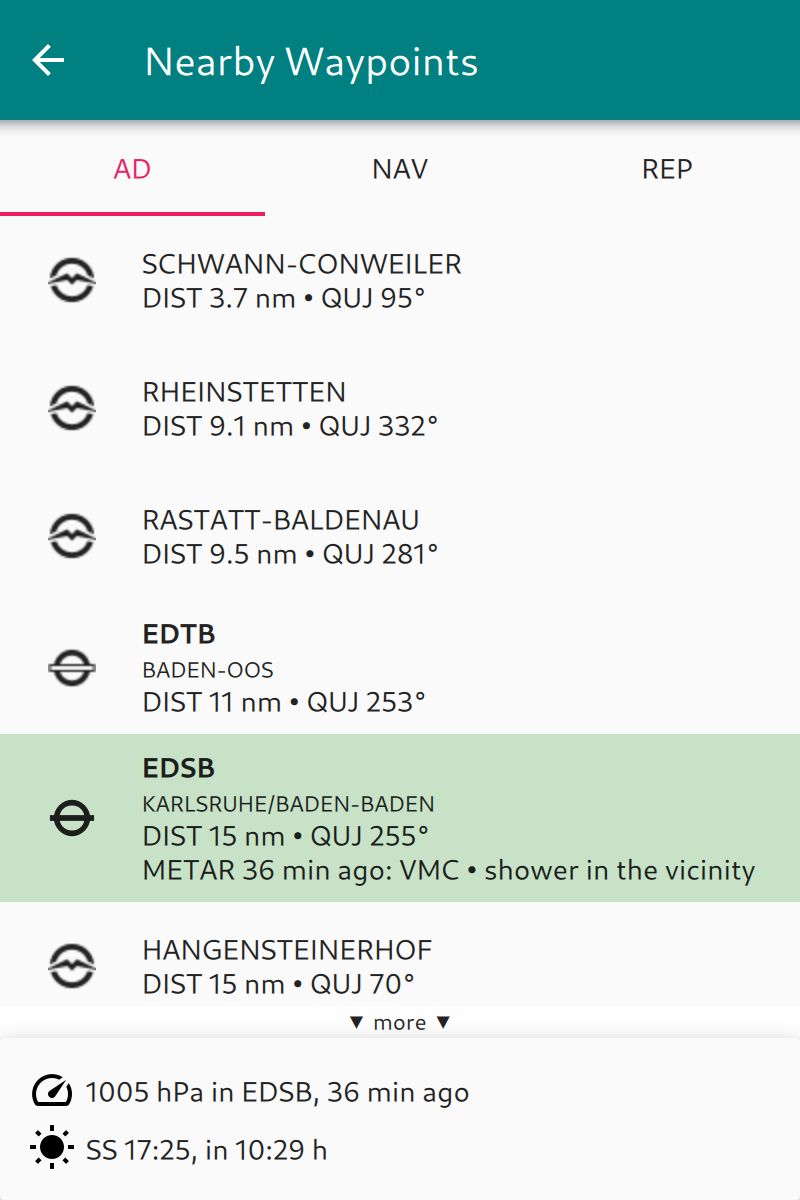 Nearby Waypoints
AD NAV REP
SCHWANN-CONWEILER
DIST 3.7 nm • QUJ 95°
RHEINSTETTEN
DIST 9.1 nm • QUJ 332°
RASTATT-BALDENAU
DIST 9.5 nm • QUJ 281°
EDTB
BADEN-OOS
DIST 11 nm • QUJ 253°
EDSB
KARLSRUHE/BADEN-BADEN
DIST 15 nm • QUJ 255°
METAR 36 min ago: VMC • shower in the vicinity
HANGENSTEINERHOF
DIST 15 nm • QUJ 70°
▼ more ▼
1005 hPa in EDSB, 36 min ago
SS 17:25, in 10:29 h